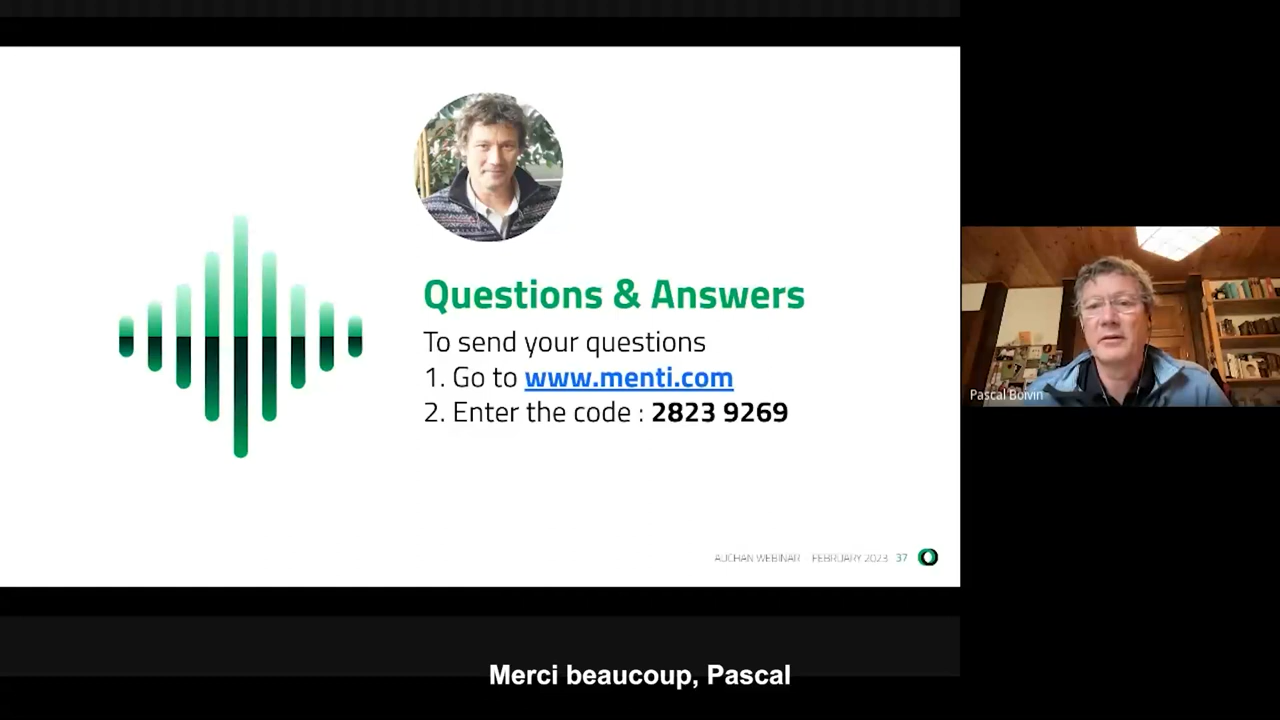 Questions & Answers
To send your questions
1. Go to www.menti.com
2. Enter the code : 2823 9269
AUCHAN WEBINAR FEBRUARY 2023 37
Pascal Boivin
Merci beaucoup, Pascal